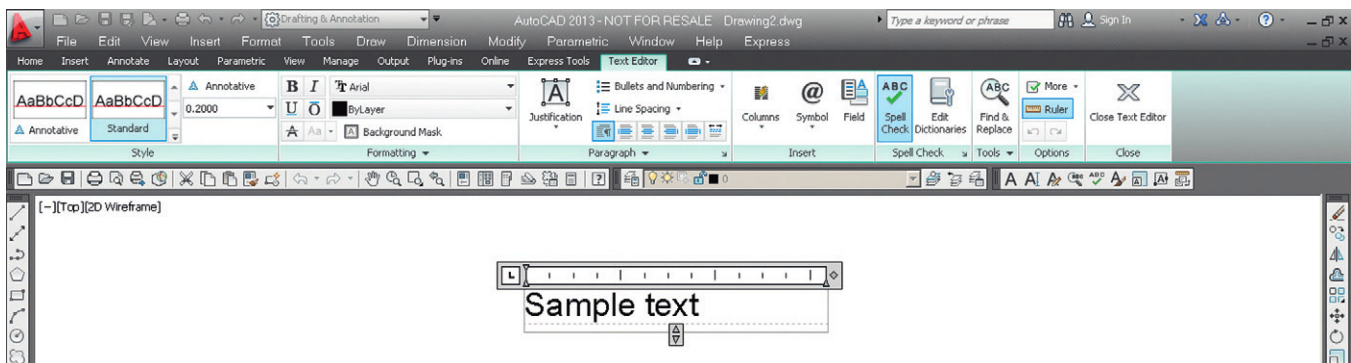 Drafting & Annotation
AutoCAD 2013 - NOT FOR RESALE Drawing2.dwg
Type a keyword or phrase
Sign In
File Edit View Insert Format Tools Draw Dimension Modify Parametric Window Help Express
Home Insert Annotate Layout Parametric View Manage Output Plug-ins Online Express Tools Text Editor
AaBbCcD AaBbCcD
Annotative Standard
Annotative
0.2000
Style
B I Arial
U O ByLayer
A Aa Background Mask
Formatting
A
Justification
Bullets and Numbering
Line Spacing
Paragraph
Columns
@
Symbol
Field
Insert
ABC
Spell Check
Edit Dictionaries
Spell Check
ABC
Find & Replace
Tools
More
Ruler
Options
Close Text Editor
Close
0
[-][Top][2D Wireframe]
L
Sample text